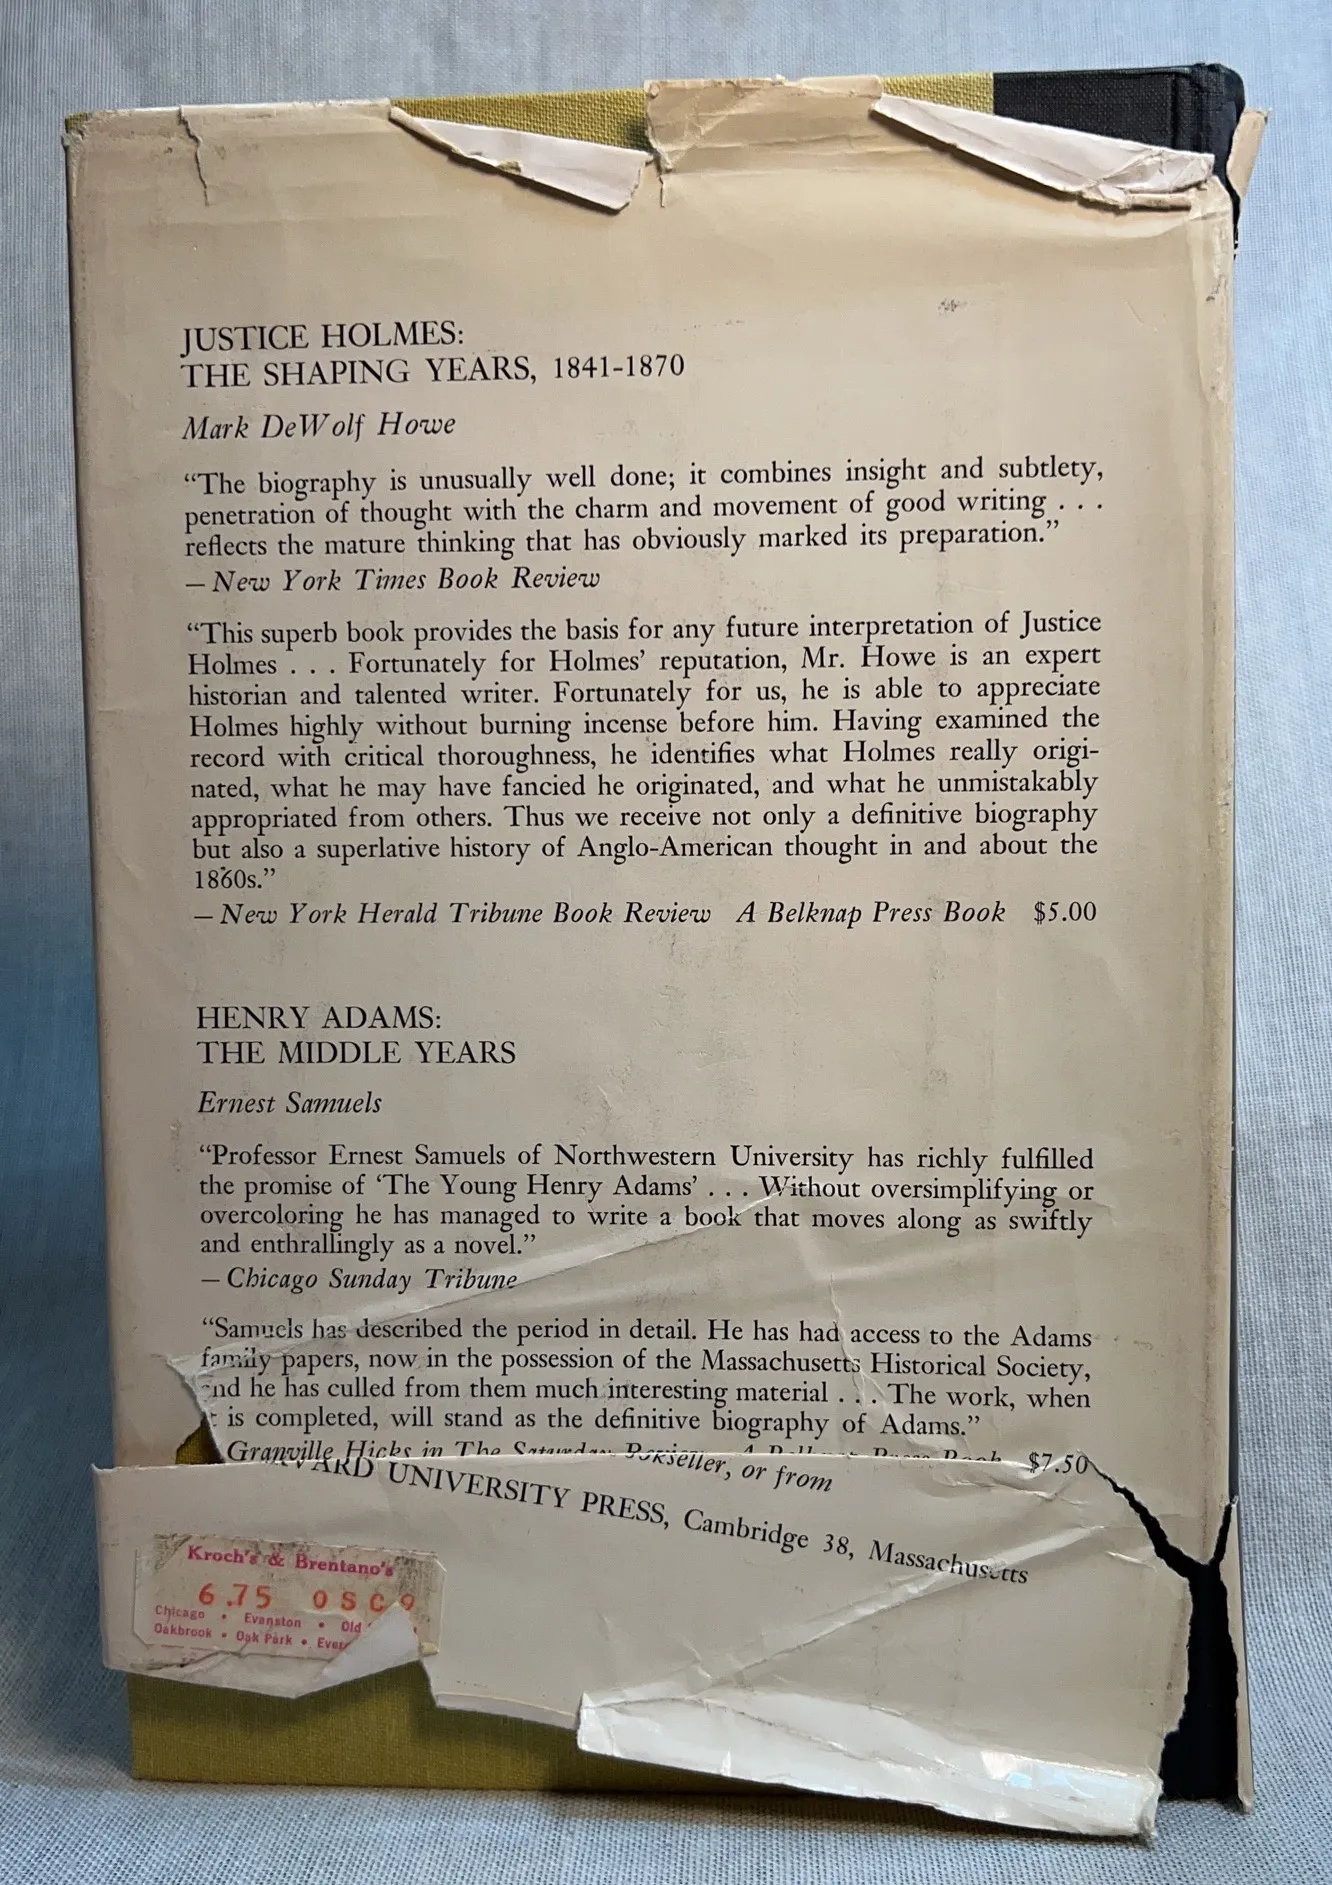 JUSTICE HOLMES:
THE SHAPING YEARS, 1841-1870
Mark DeWolf Howe
“The biography is unusually well done; it combines insight and subtlety,
penetration of thought with the charm and movement of good writing . . .
reflects the mature thinking that has obviously marked its preparation.”
— New York Times Book Review
“This superb book provides the basis for any future interpretation of Justice
Holmes . . . Fortunately for Holmes’ reputation, Mr. Howe is an expert
historian and talented writer. Fortunately for us, he is able to appreciate
Holmes highly without burning incense before him. Having examined the
record with critical thoroughness, he identifies what Holmes really origi-
nated, what he may have fancied he originated, and what he unmistakably
appropriated from others. Thus we receive not only a definitive biography
but also a superlative history of Anglo-American thought in and about the
1860s.”
— New York Herald Tribune Book Review A Belknap Press Book $5.00
HENRY ADAMS:
THE MIDDLE YEARS
Ernest Samuels
“Professor Ernest Samuels of Northwestern University has richly fulfilled
the promise of ‘The Young Henry Adams’ . . . Without oversimplifying or
overcoloring he has managed to write a book that moves along as swiftly
and enthrallingly as a novel.”
— Chicago Sunday Tribune
“Samuels has described the period in detail. He has had access to the Adams
family papers, now in the possession of the Massachusetts Historical Society,
nd he has culled from them much interesting material . . . The work, when
is completed, will stand as the definitive biography of Adams.”
Granville Hicks in The Saturday $7.50
or from
UNIVERSITY PRESS, Cambridge 38, Massachusetts
Kroch's & Brentano's
6.75 OSC9
Chicago • Evanston • Old
Oakbrook • Oak Park • Ever